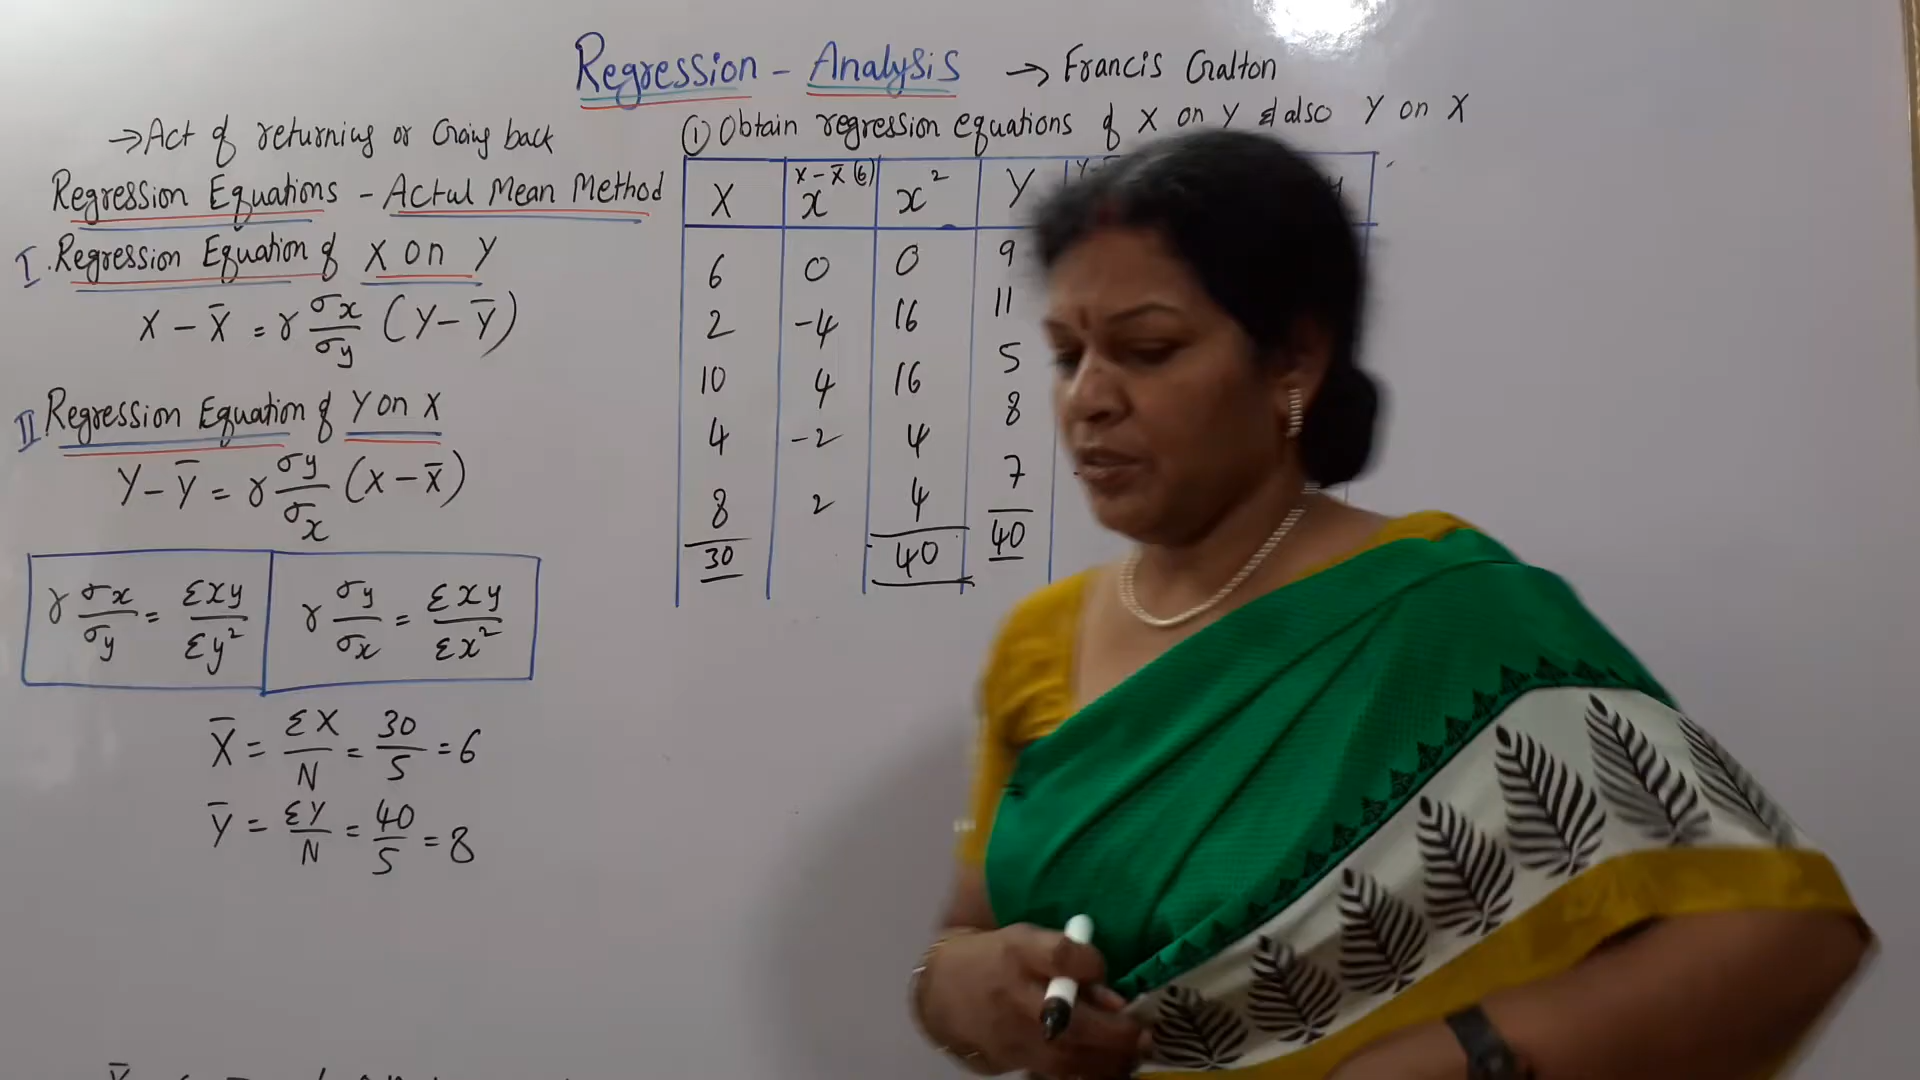 Regression - Analysis → Francis Galton
→ Act of returning or Going back
Regression Equations - Actul Mean Method
I. Regression Equation of X on Y
X - X̄ = r σx/σy (Y - Ȳ)
II Regression Equation of Y on X
Y - Ȳ = r σy/σx (X - X̄)
r σx/σy = Σxy/Σy² r σy/σx = Σxy/Σx²
X̄ = ΣX/N = 30/5 = 6
Ȳ = ΣY/N = 40/5 = 8
① Obtain regression equations of X on Y & also Y on X
X - X̄ (6)
X x x² Y
6 0 0 9
2 -4 16 11
10 4 16 5
4 -2 4 8
8 2 4 7
30 40 40